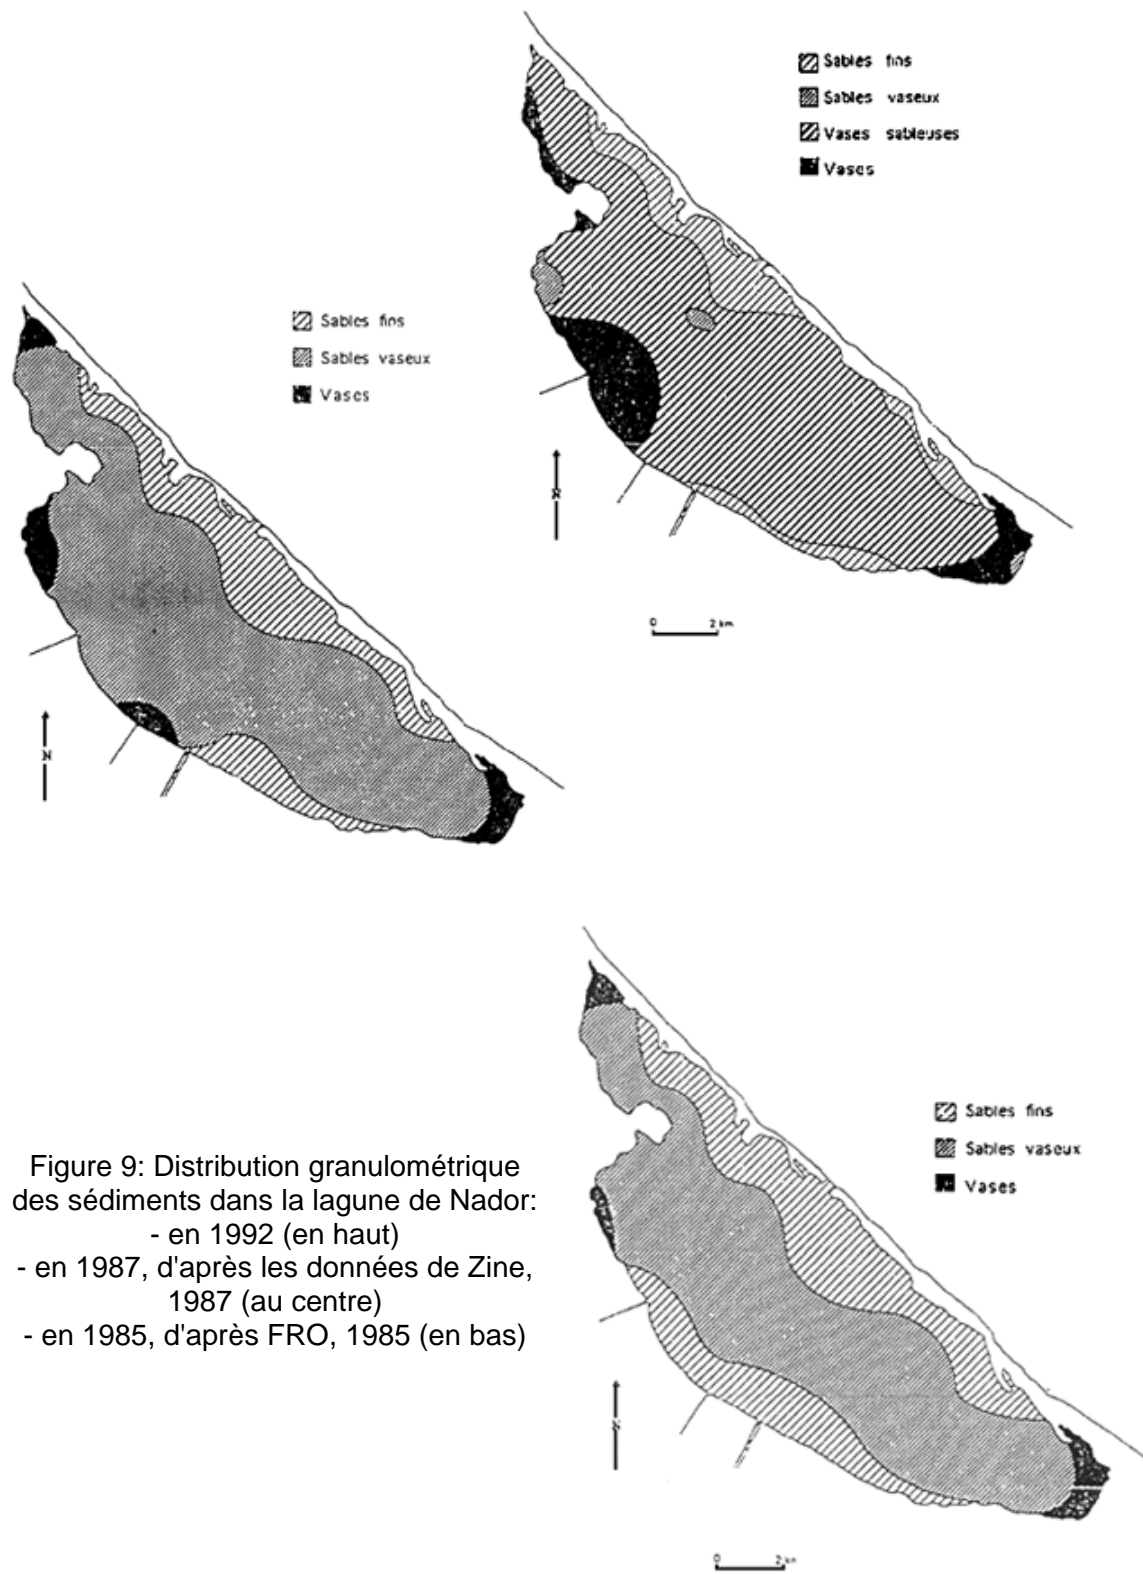 Sables fins
Sables vaseux
Vases sableuses
Vases
N
0 2 km
Sables fins
Sables vaseux
Vases
N
Sables fins
Sables vaseux
Vases
N
0 2 km
Figure 9: Distribution granulométrique
des sédiments dans la lagune de Nador:
- en 1992 (en haut)
- en 1987, d'après les données de Zine,
1987 (au centre)
- en 1985, d'après FRO, 1985 (en bas)